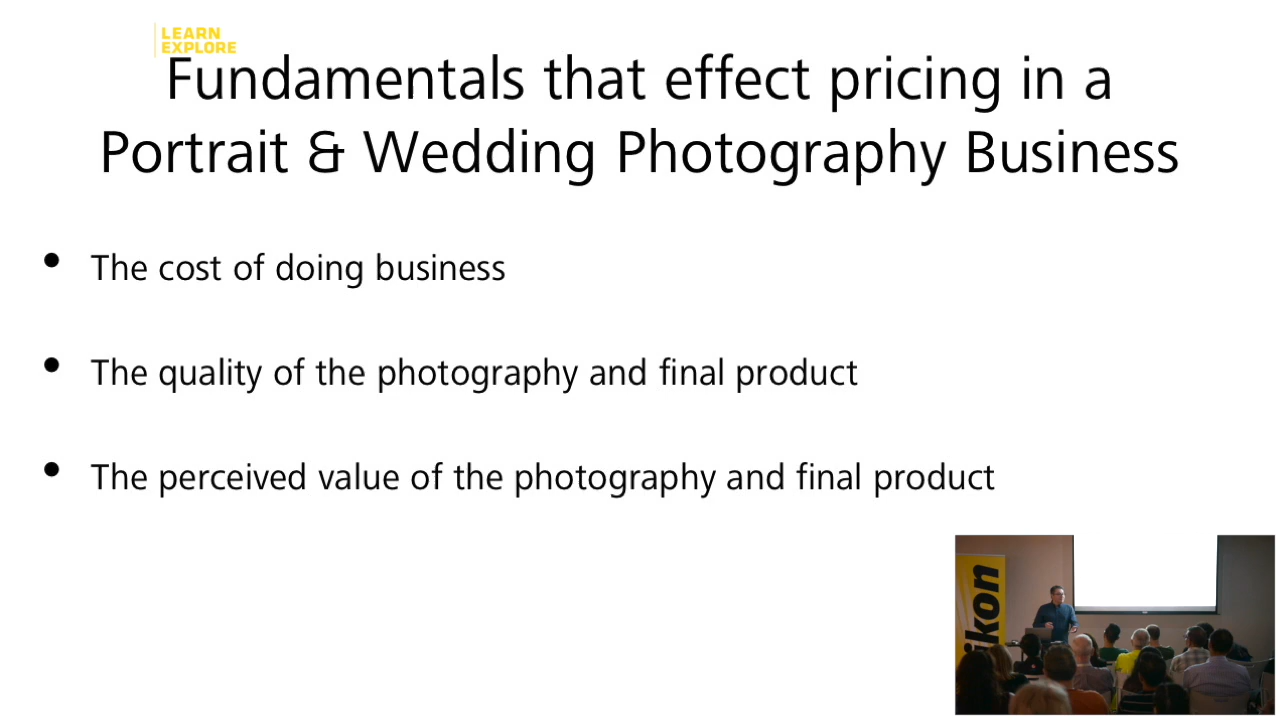 LEARN
EXPLORE
Fundamentals that effect pricing in a
Portrait & Wedding Photography Business
• The cost of doing business
• The quality of the photography and final product
• The perceived value of the photography and final product
ikon